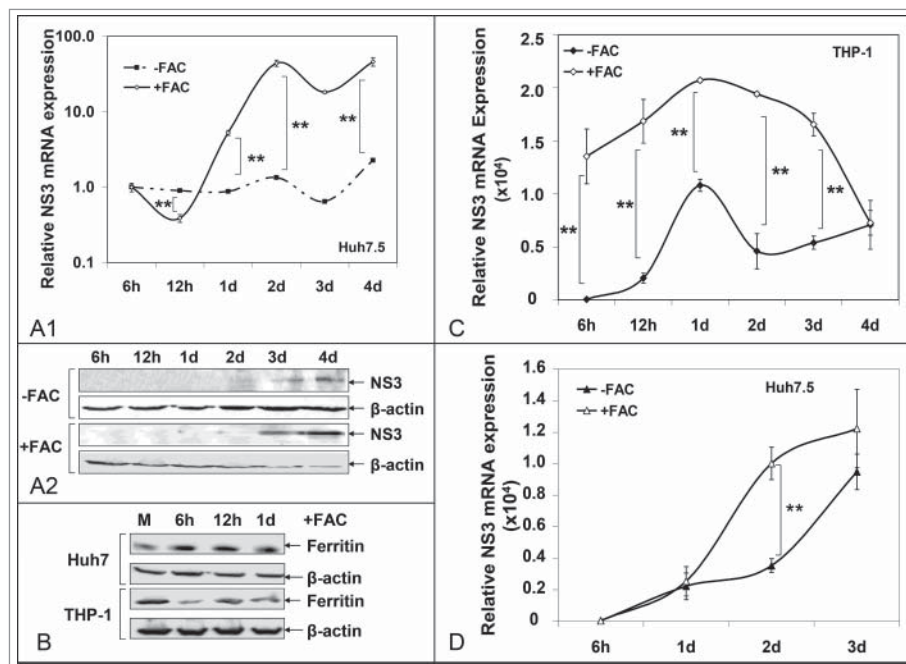 Relative NS3 mRNA expression
100.0
10.0
1.0
0.1
-FAC
+FAC
**
**
**
**
Huh7.5
6h 12h 1d 2d 3d 4d
A1
6h 12h 1d 2d 3d 4d
-FAC
NS3
β-actin
+FAC
NS3
β-actin
A2
M 6h 12h 1d +FAC
Huh7
Ferritin
β-actin
THP-1
Ferritin
β-actin
B
Relative NS3 mRNA Expression
(x10⁴)
2.5
2.0
1.5
1.0
0.5
0
-FAC
+FAC
THP-1
**
**
**
**
**
6h 12h 1d 2d 3d 4d
C
Relative NS3 mRNA expression
(x10⁴)
1.6
1.4
1.2
1.0
0.8
0.6
0.4
0.2
0
-FAC
+FAC
Huh7.5
**
6h 1d 2d 3d
D